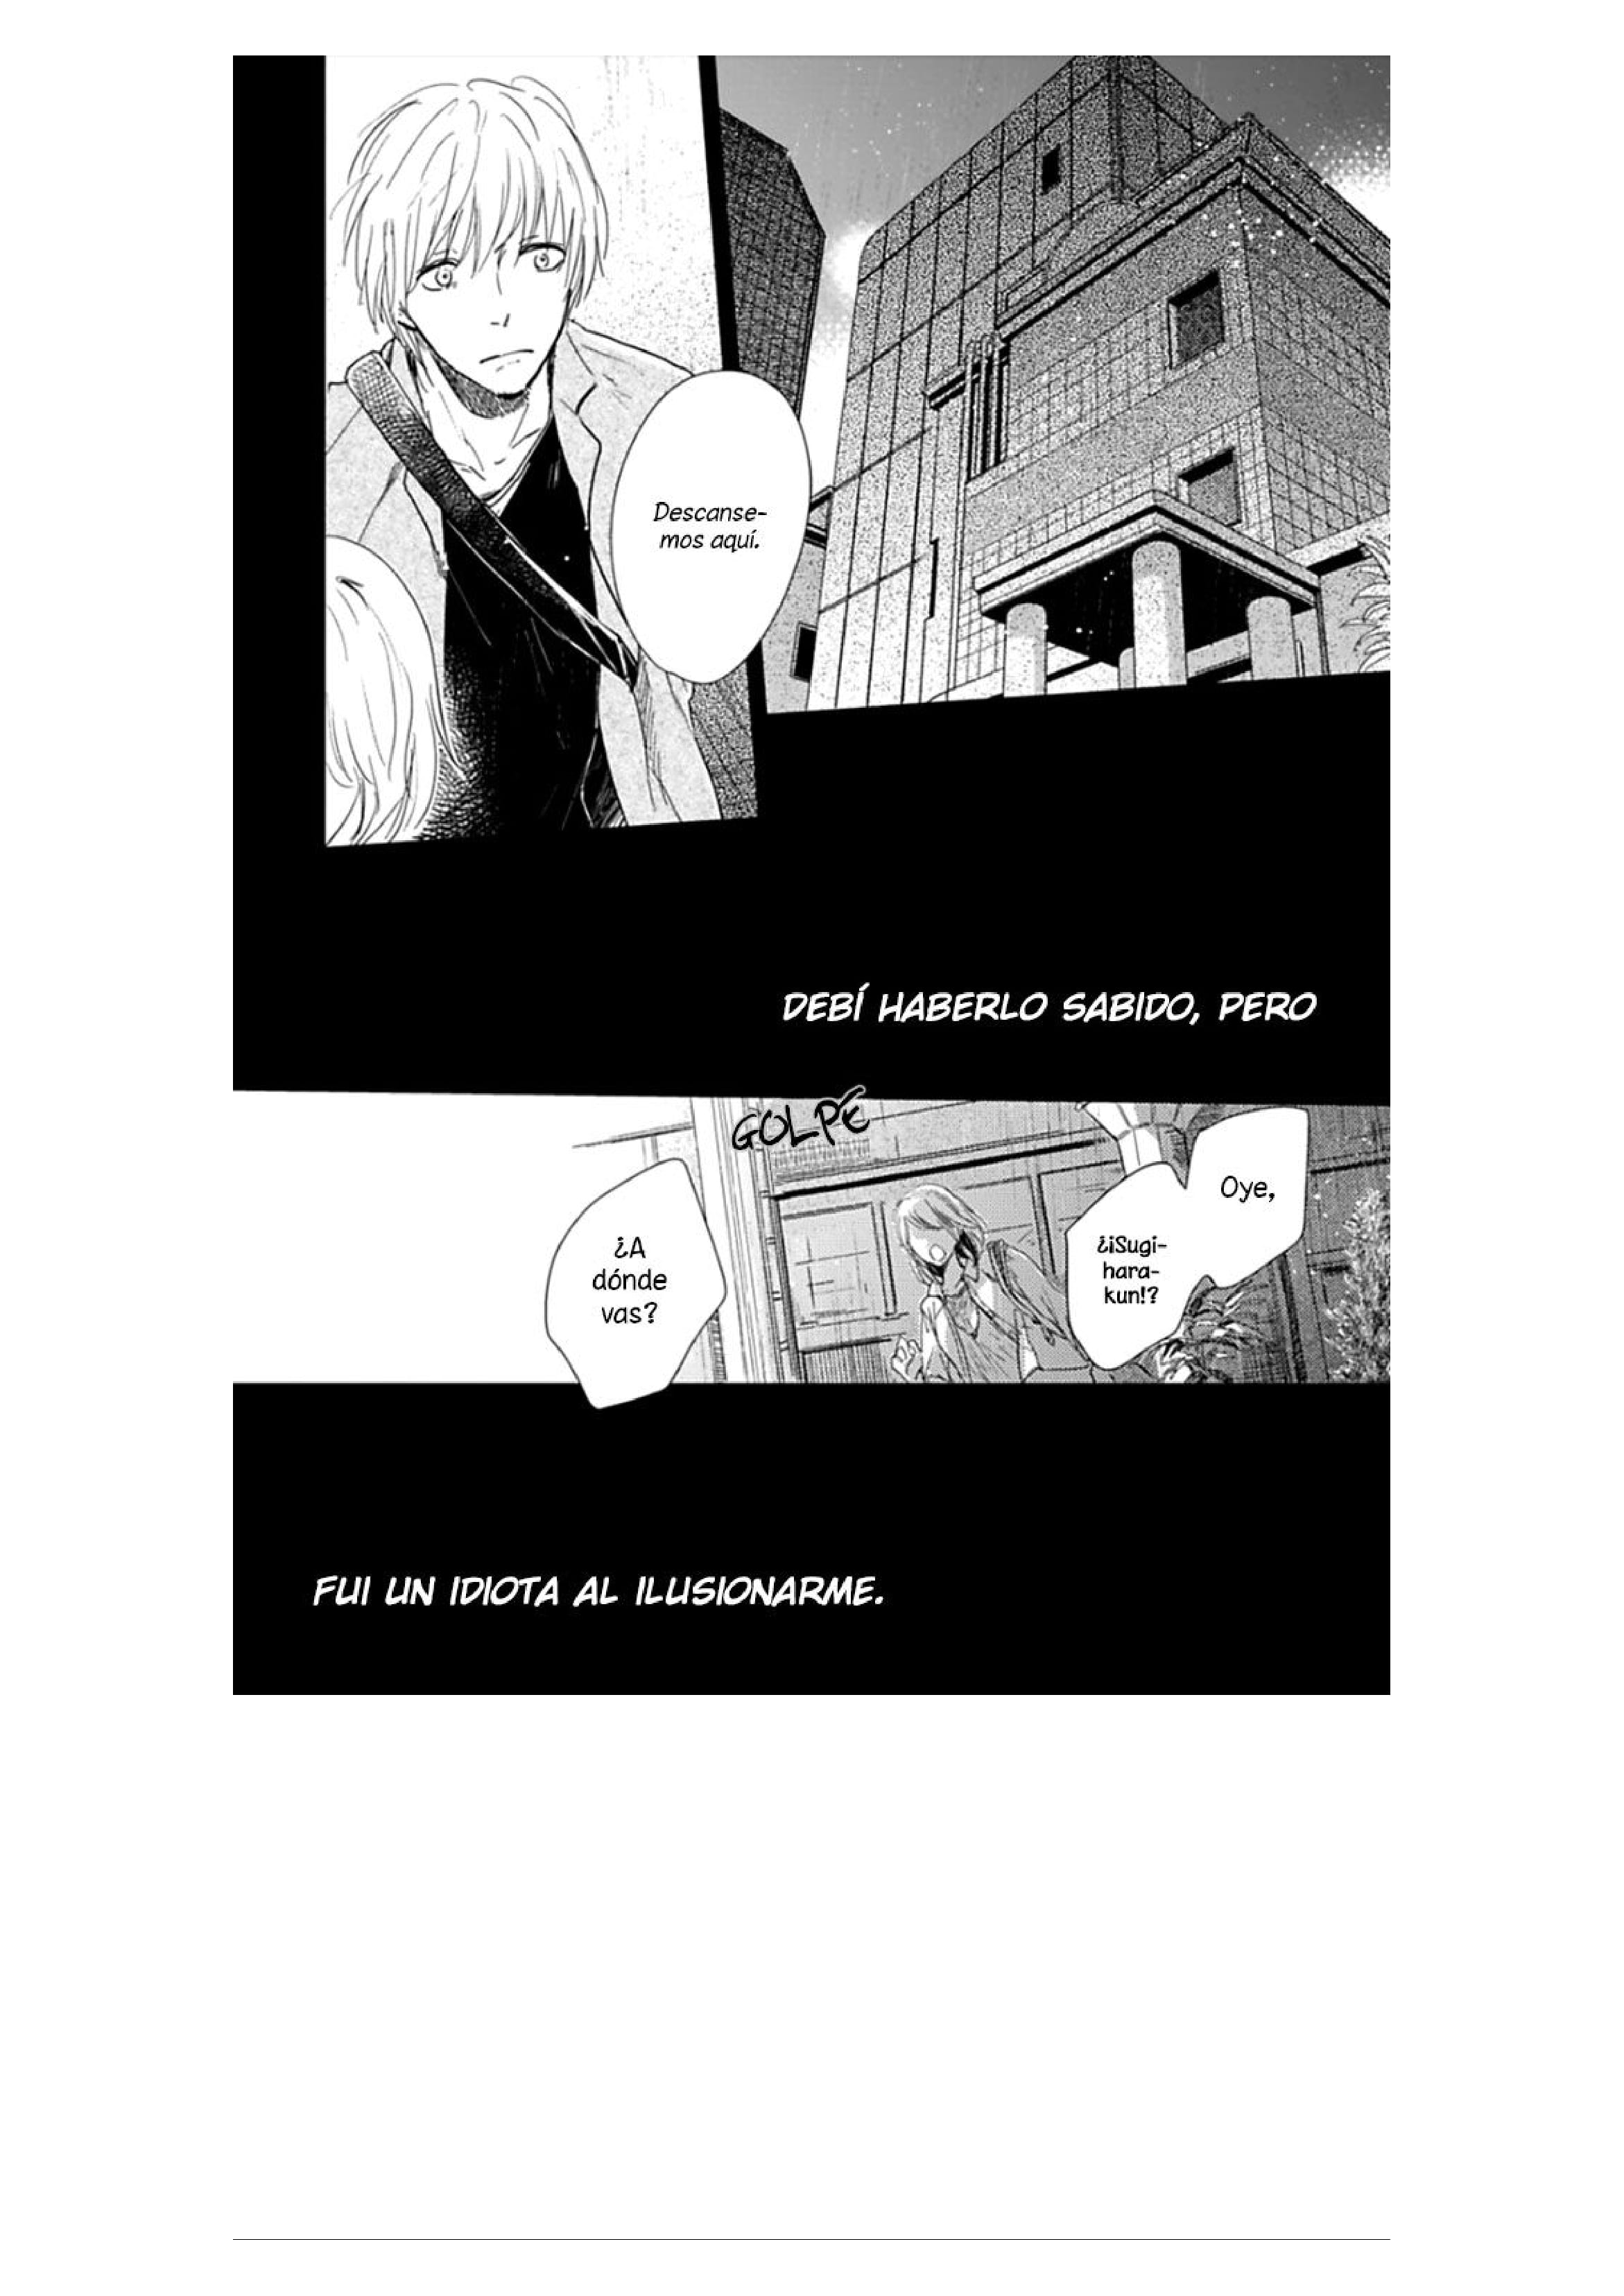 Descanse-
mos aquí.
DEBÍ HABERLO SABIDO, PERO
Oye,
¿¡Sugi-
hara-
kun!?
GOLPE
¿A
dónde
vas?
FUI UN IDIOTA AL ILUSIONARME.